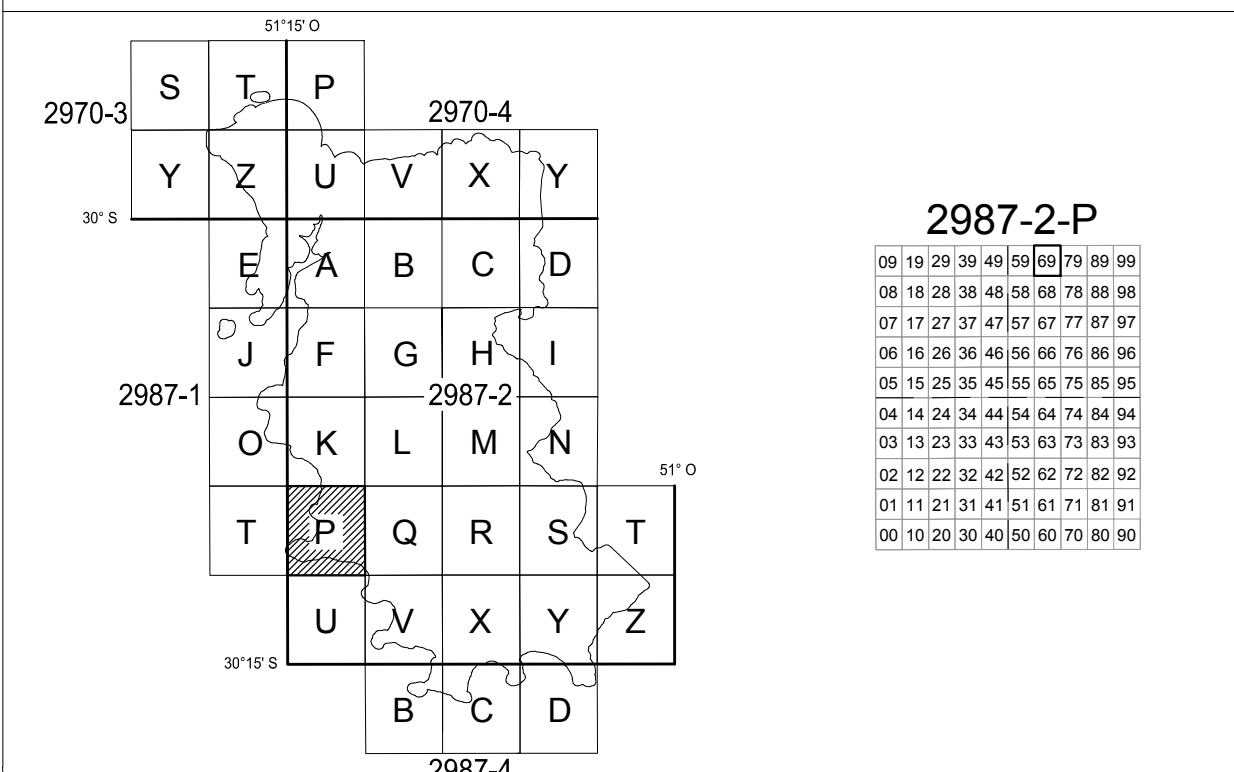 51°15' O
S T P
2970-3
2970-4
Y Z U V X Y
30° S
E A B C D
J F G H I
2987-1
2987-2
O K L M N
51° O
T P Q R S T
U V X Y Z
30°15' S
B C D
2987-4
2987-2-P
09 19 29 39 49 59 69 79 89 99
08 18 28 38 48 58 68 78 88 98
07 17 27 37 47 57 67 77 87 97
06 16 26 36 46 56 66 76 86 96
05 15 25 35 45 55 65 75 85 95
04 14 24 34 44 54 64 74 84 94
03 13 23 33 43 53 63 73 83 93
02 12 22 32 42 52 62 72 82 92
01 11 21 31 41 51 61 71 81 91
00 10 20 30 40 50 60 70 80 90